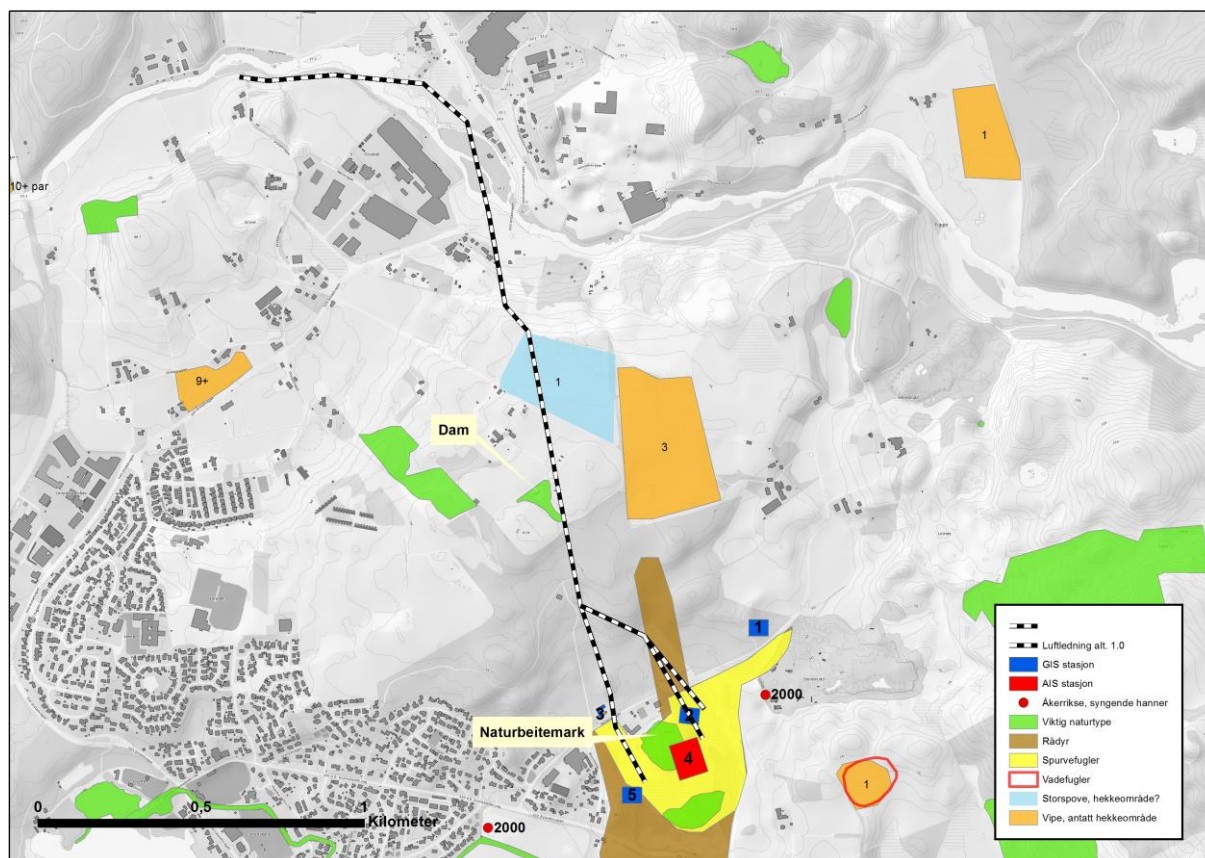 1
10+ par
9+
1
3
Dam
1
2000
3
2
Naturbeitemark
4
5
1
2000
0
0,5
1
Kilometer
Luftledning alt. 1.0
GIS stasjon
AIS stasjon
Åkerrikse, syngende hanner
Viktig naturtype
Rådyr
Spurvefugler
Vadefugler
Storspove, hekkeområde?
Vipe, antatt hekkeområde